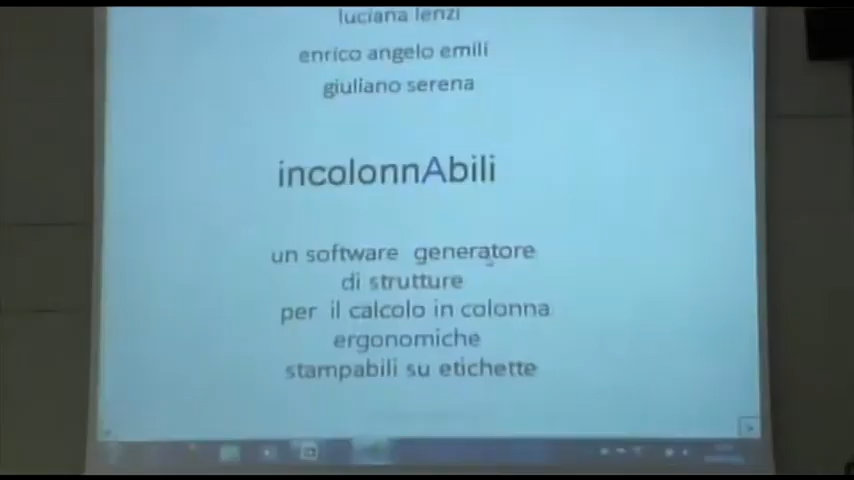 luciana lenzi
enrico angelo emili
giuliano serena
incolonnAbili
un software generatore
di strutture
per il calcolo in colonna
ergonomiche
stampabili su etichette